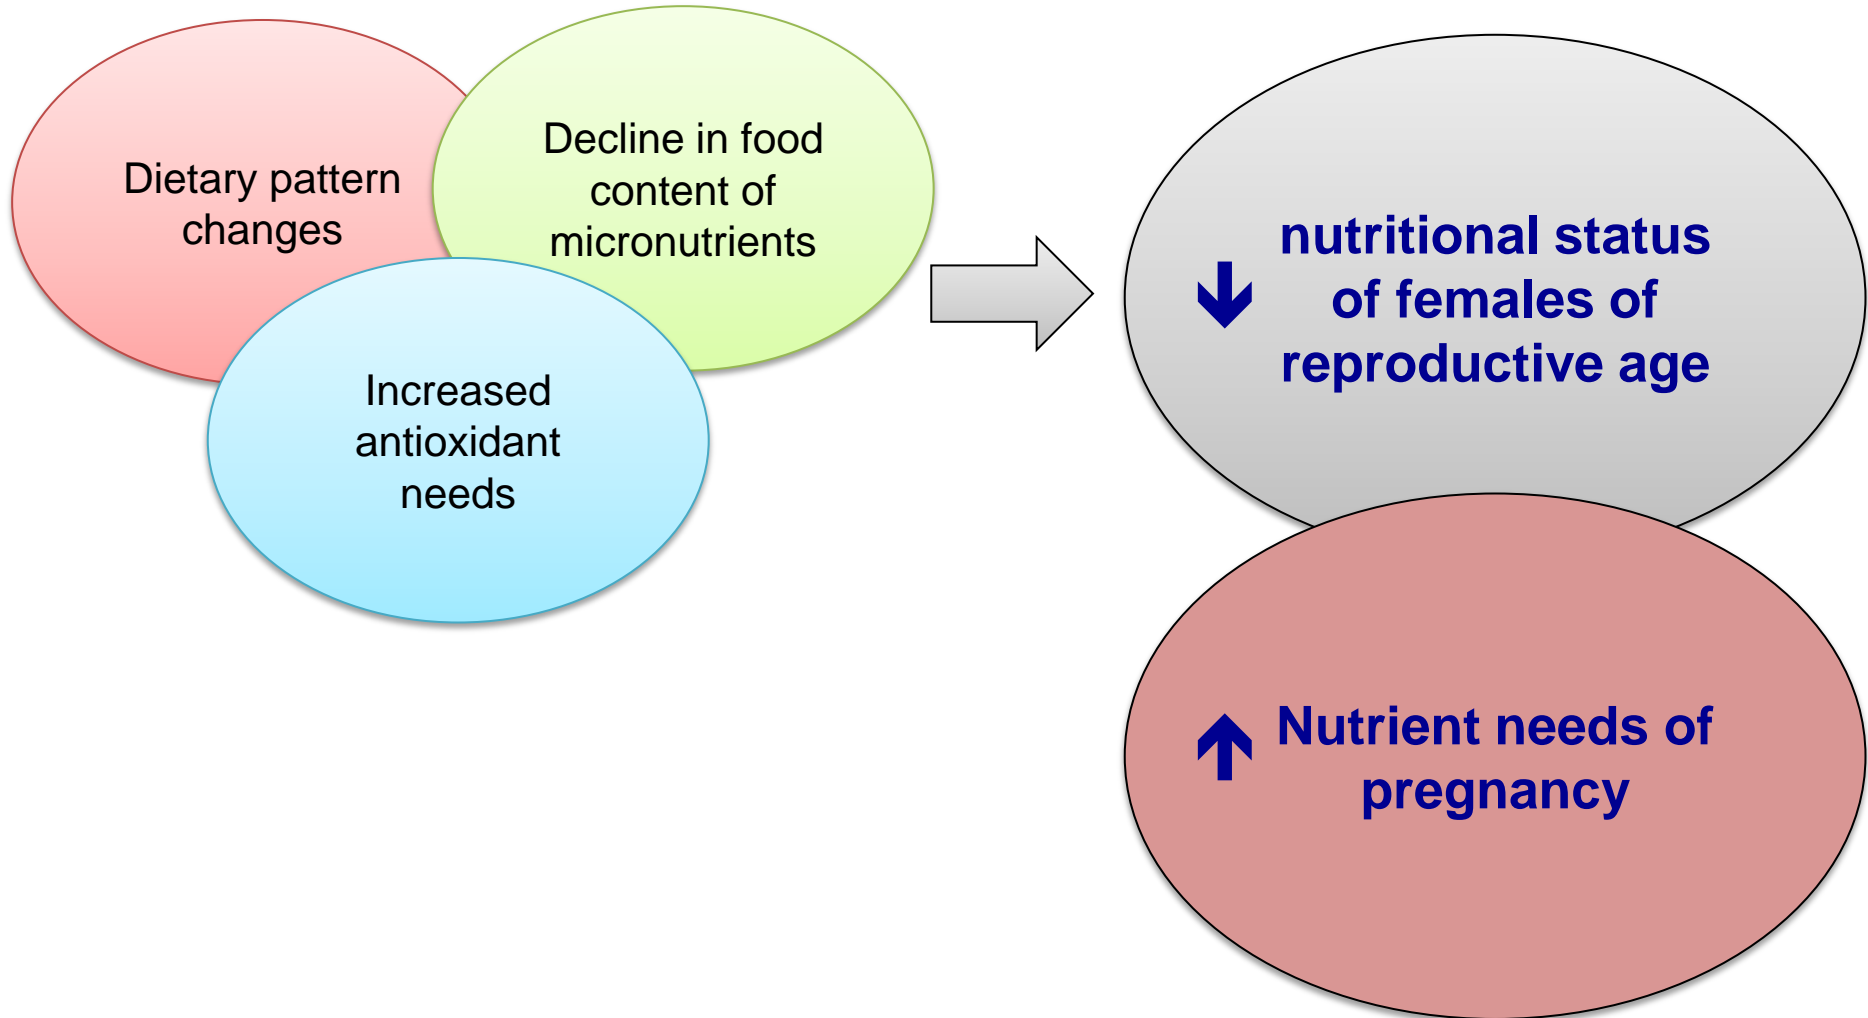 Dietary pattern
changes
Decline in food
content of
micronutrients
Increased
antioxidant
needs
nutritional status
of females of
reproductive age
Nutrient needs of
pregnancy